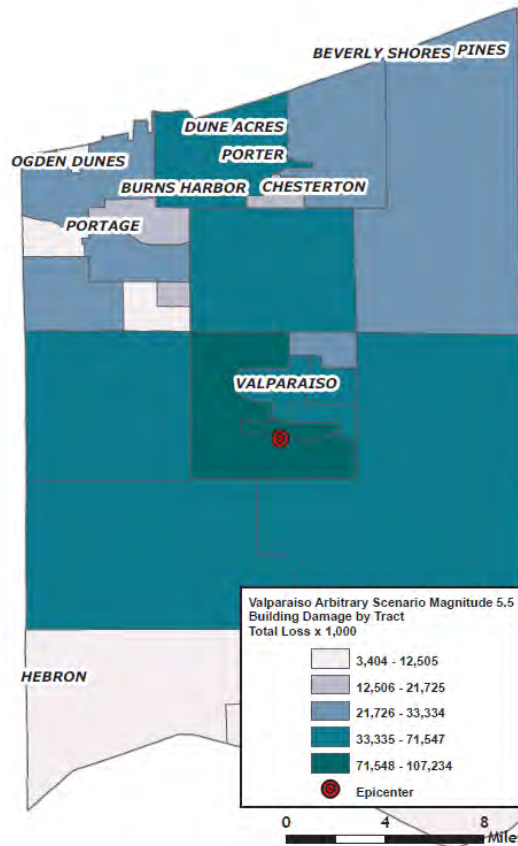 BEVERLY SHORES PINES
DUNE ACRES
OGDEN DUNES
PORTER
BURNS HARBOR CHESTERTON
PORTAGE
VALPARAISO
HEBRON
Valparaiso Arbitrary Scenario Magnitude 5.5
Building Damage by Tract
Total Loss x 1,000
3,404 - 12,505
12,506 - 21,725
21,726 - 33,334
33,335 - 71,547
71,548 - 107,234
Epicenter
0 4 8
Miles